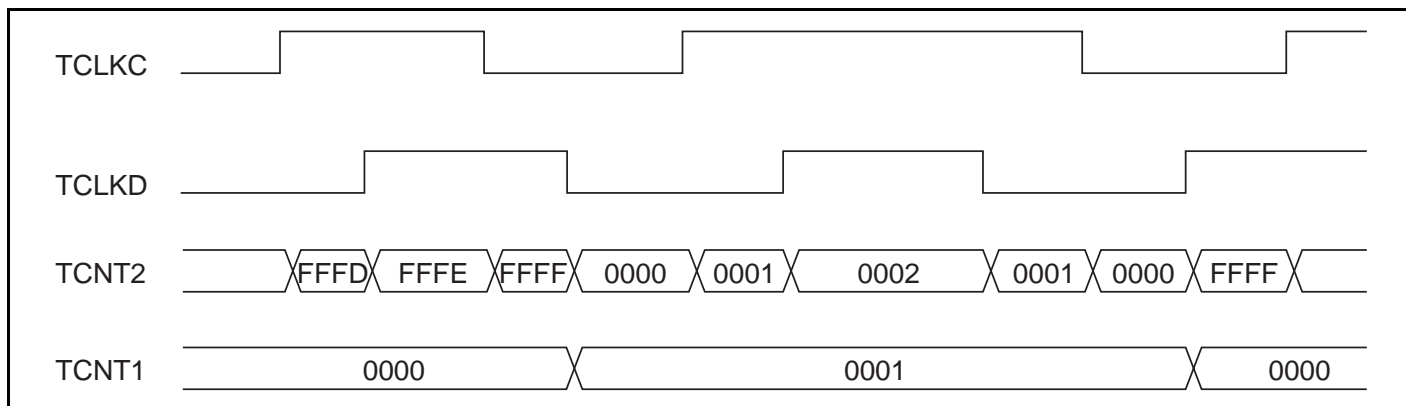 TCLKC
TCLKD
TCNT2 FFFD FFFE FFFF 0000 0001 0002 0001 0000 FFFF
TCNT1 0000 0001 0000